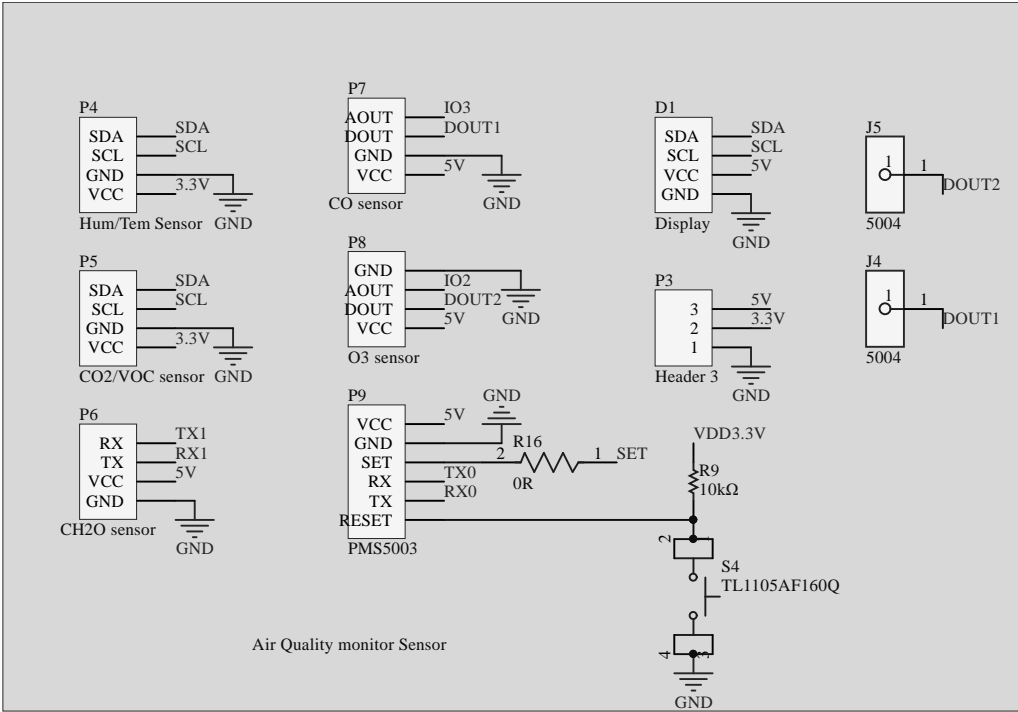 P4
SDA SDA
SCL SCL
GND
VCC 3.3V
Hum/Tem Sensor GND
P7
AOUT IO3
DOUT DOUT1
GND
VCC 5V
CO sensor GND
D1
SDA SDA
SCL SCL
VCC 5V
GND
Display GND
J5
1 1 DOUT2
5004
P5
SDA SDA
SCL SCL
GND
VCC 3.3V
CO2/VOC sensor GND
P8
GND
AOUT IO2
DOUT DOUT2
VCC 5V
O3 sensor GND
P3
3 5V
2 3.3V
1
Header 3 GND
J4
1 1 DOUT1
5004
P6
RX TX1
TX RX1
VCC 5V
GND
CH2O sensor GND
P9 GND
VCC 5V
GND
SET 2 R16 1 SET
0R
RX TX0
TX RX0
RESET
PMS5003
VDD3.3V
R9
10kΩ
2 1
S4
TL1105AF160Q
4 3
GND
Air Quality monitor Sensor